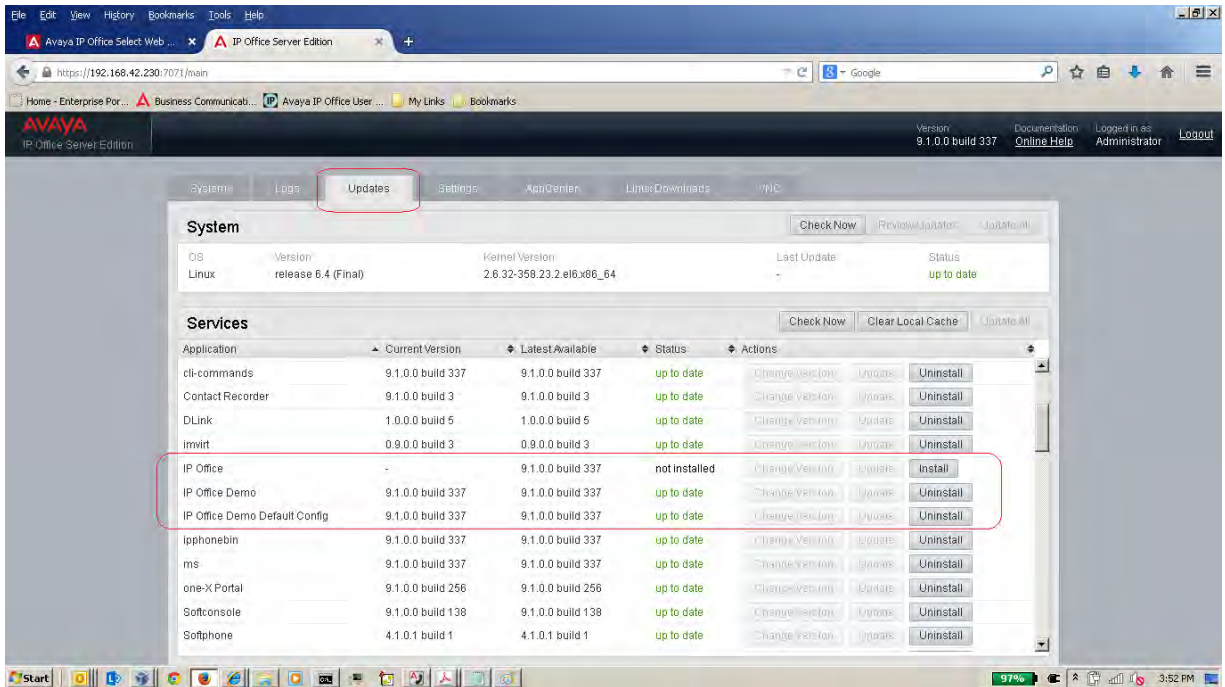 File Edit View History Bookmarks Tools Help
Avaya IP Office Select Web ... IP Office Server Edition
https://192.168.42.230:7071/main Google
Home - Enterprise Por... Business Communicati... Avaya IP Office User ... My Links Bookmarks
AVAYA
IP Office Server Edition
Version Documentation Logged in as
9.1.0.0 build 337 Online Help Administrator Logout
System Logs Updates Settings AppCenter Linux Downloads VNC
System Check Now Review Updates Update All
OS Version Kernel Version Last Update Status
Linux release 6.4 (Final) 2.6.32-358.23.2.el6.x86_64 - up to date
Services Check Now Clear Local Cache Update All
Application Current Version Latest Available Status Actions
cli-commands 9.1.0.0 build 337 9.1.0.0 build 337 up to date Change Version Update Uninstall
Contact Recorder 9.1.0.0 build 3 9.1.0.0 build 3 up to date Change Version Update Uninstall
DLink 1.0.0.0 build 5 1.0.0.0 build 5 up to date Change Version Update Uninstall
imvirt 0.9.0.0 build 3 0.9.0.0 build 3 up to date Change Version Update Uninstall
IP Office - 9.1.0.0 build 337 not installed Change Version Update Install
IP Office Demo 9.1.0.0 build 337 9.1.0.0 build 337 up to date Change Version Update Uninstall
IP Office Demo Default Config 9.1.0.0 build 337 9.1.0.0 build 337 up to date Change Version Update Uninstall
ipphonebin 9.1.0.0 build 337 9.1.0.0 build 337 up to date Change Version Update Uninstall
ms 9.1.0.0 build 337 9.1.0.0 build 337 up to date Change Version Update Uninstall
one-X Portal 9.1.0.0 build 256 9.1.0.0 build 256 up to date Change Version Update Uninstall
Softconsole 9.1.0.0 build 138 9.1.0.0 build 138 up to date Change Version Update Uninstall
Softphone 4.1.0.1 build 1 4.1.0.1 build 1 up to date Change Version Update Uninstall
Start 97% 3:52 PM